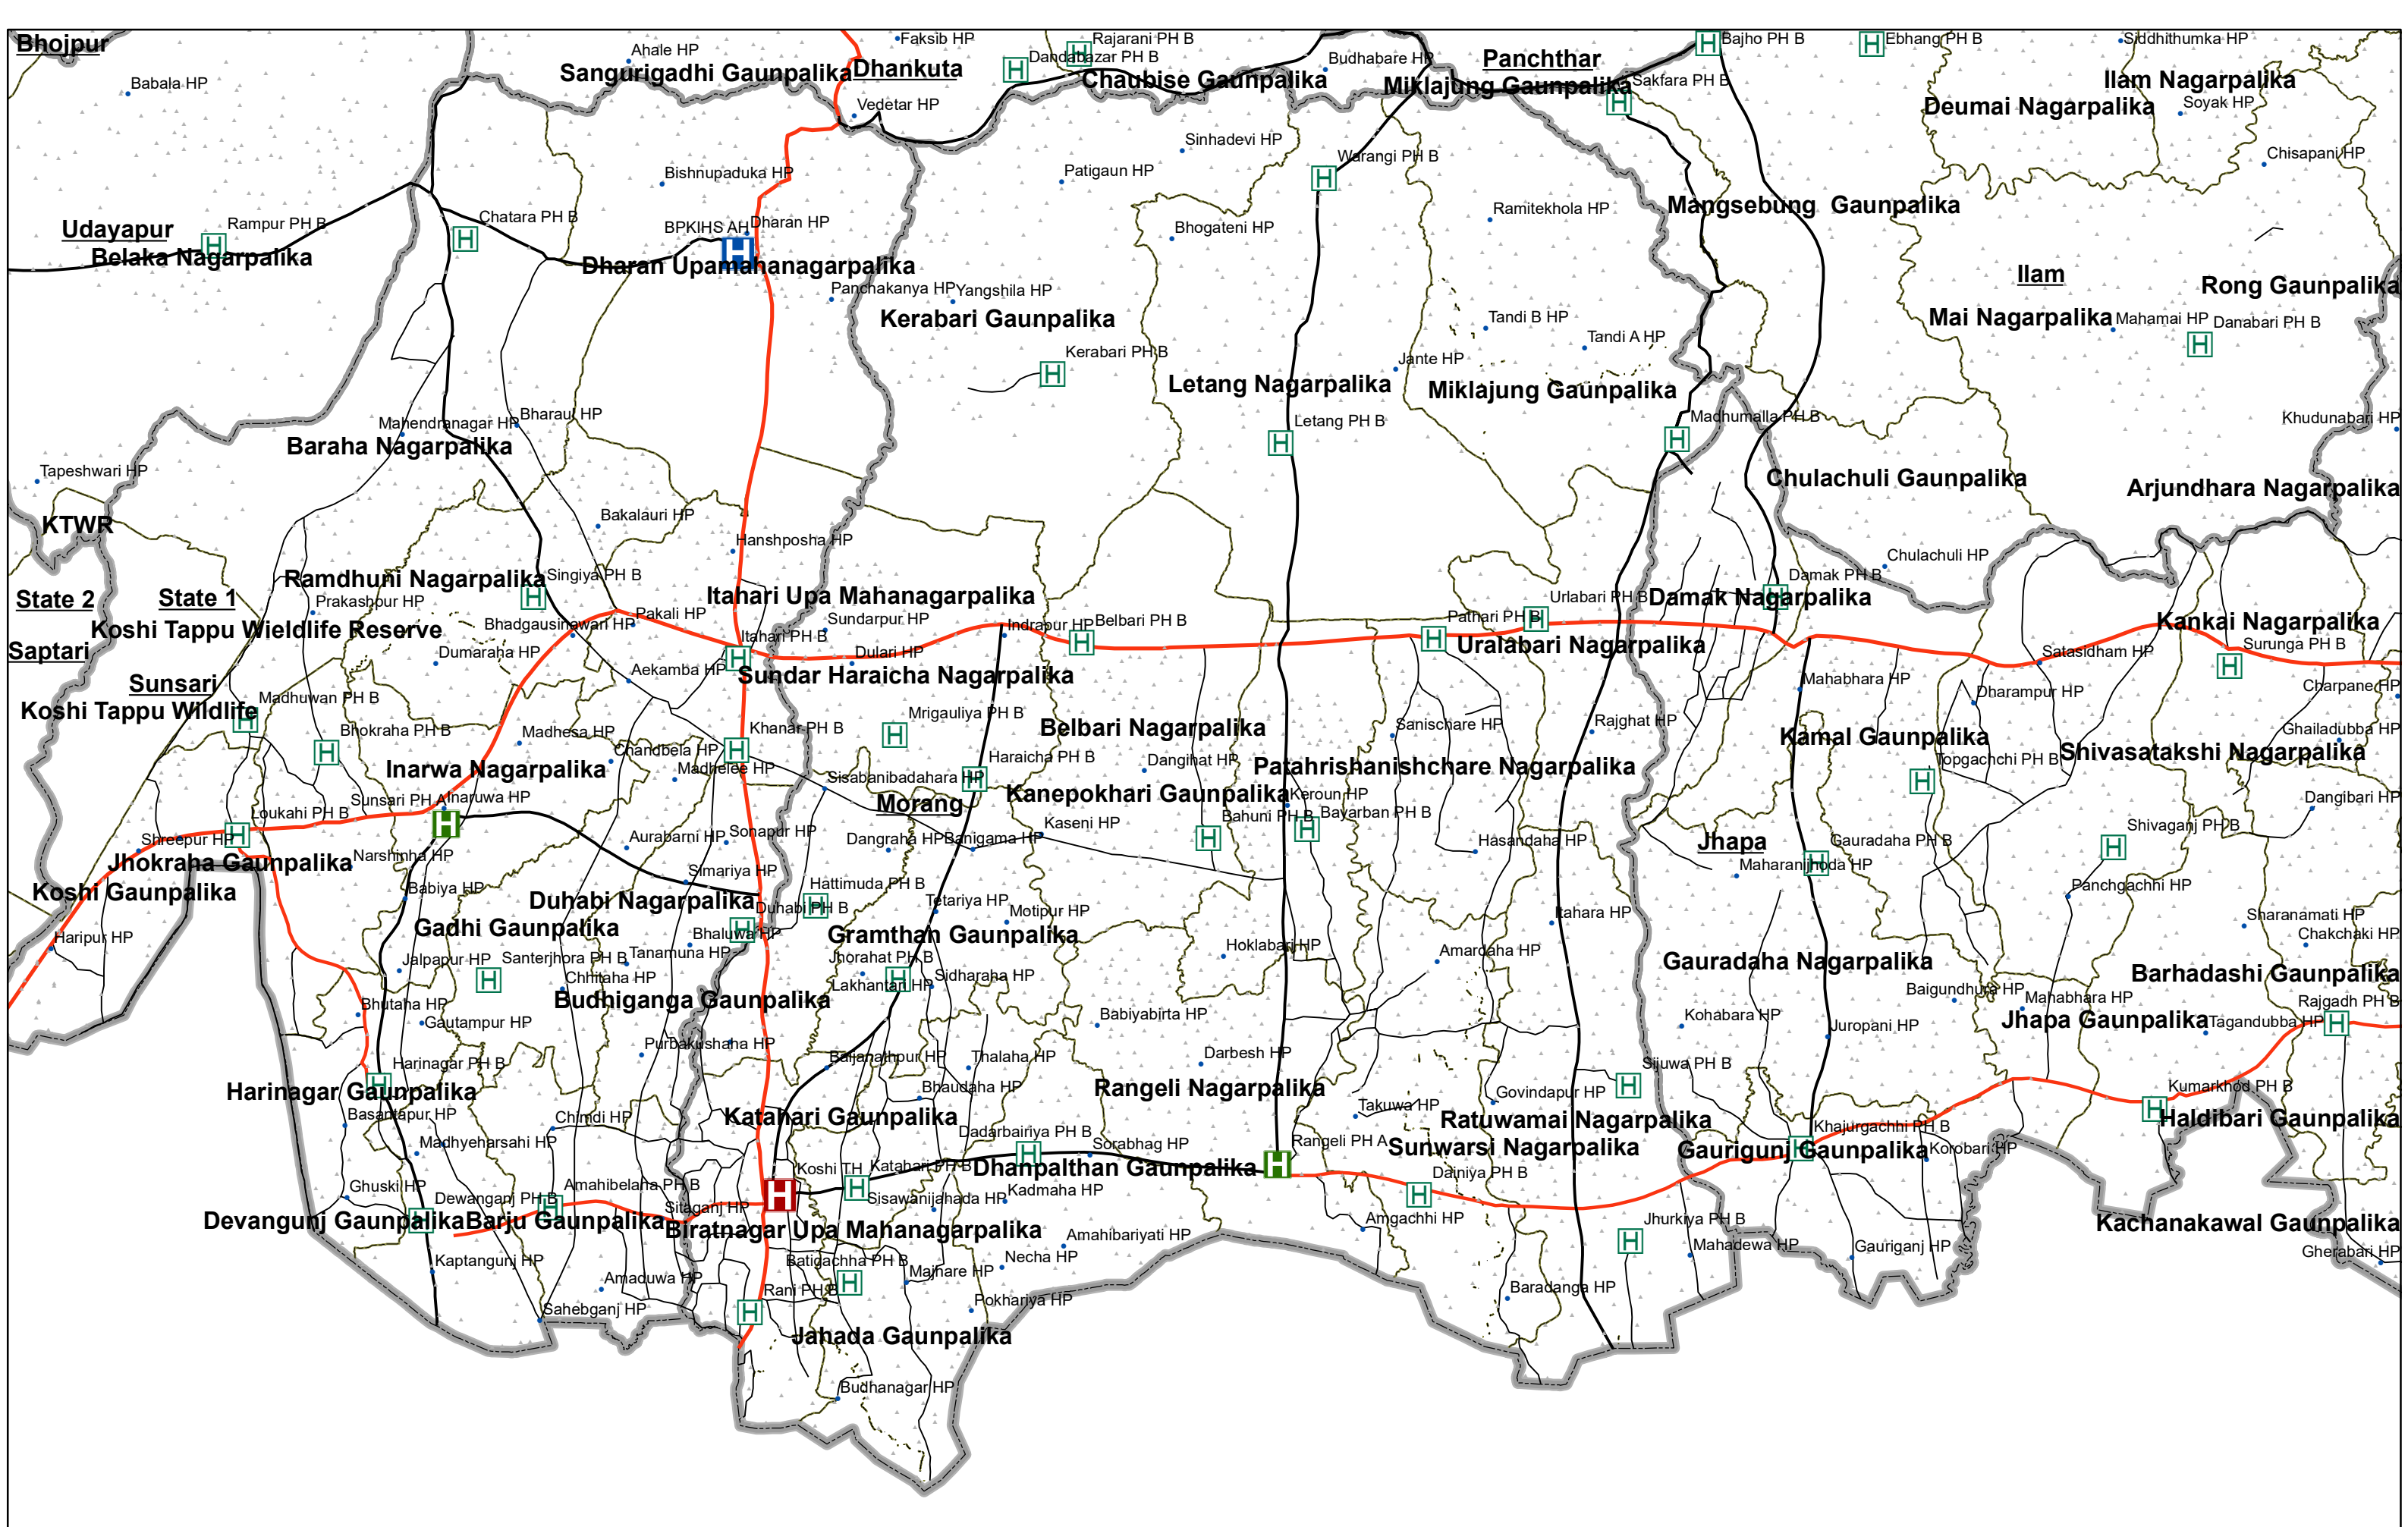 Bhojpur
Babala HP
Ahale HP
Sangurigadhi Gaunpalika
Dhankuta
Faksib HP
Vedetar HP
Rajarani PH B
Dandabazar PH B
Chaubise Gaunpalika
Budhabare HP
Panchthar
Miklajung Gaunpalika
Sakfara PH B
Bajho PH B
Ebhang PH B
Siddhithumka HP
Ilam Nagarpalika
Deumai Nagarpalika
Soyak HP
Chisapani HP
Sinhadevi HP
Warangi PH B
Patigaun HP
Bishnupaduka HP
Udayapur
Rampur PH B
Belaka Nagarpalika
Chatara PH B
BPKIHS AH
Dharan HP
Dharan Upamahanagarpalika
Bhogateni HP
Ramitekhola HP
Mangsebung Gaunpalika
Ilam
Rong Gaunpalika
Panchakanya HP
Yangshila HP
Kerabari Gaunpalika
Tandi B HP
Tandi A HP
Mai Nagarpalika
Mahamai HP
Danabari PH B
Kerabari PH B
Jante HP
Letang Nagarpalika
Miklajung Gaunpalika
Letang PH B
Madhumalla PH B
Khudunabari HP
Mahendranagar HP
Bharaul HP
Baraha Nagarpalika
Tapeshwari HP
Chulachuli Gaunpalika
Arjundhara Nagarpalika
KTWR
Bakalauri HP
Hanshposha HP
Chulachuli HP
Ramdhuni Nagarpalika
Singiya PH B
Damak PH B
State 2
State 1
Prakashpur HP
Itahari Upa Mahanagarpalika
Urlabari PH B
Damak Nagarpalika
Koshi Tappu Wieldlife Reserve
Bhadgausinawari HP
Pakali HP
Itahari PH B
Sundarpur HP
Indrapur HP
Belbari PH B
Pathari PH B
Uralabari Nagarpalika
Kankai Nagarpalika
Surunga PH B
Saptari
Dumaraha HP
Aekamba HP
Dulari HP
Sundar Haraicha Nagarpalika
Satasidham HP
Mahabhara HP
Dharampur HP
Charpane HP
Sunsari
Madhuwan PH B
Koshi Tappu Wildlife
Bhokraha PH B
Madhesa HP
Chandbela HP
Khanar PH B
Mrigauliya PH B
Belbari Nagarpalika
Sanischare HP
Rajghat HP
Kamal Gaunpalika
Ghailadubba HP
Shivasatakshi Nagarpalika
Inarwa Nagarpalika
Madhelee HP
Sisabanibadahara HP
Haraicha PH B
Dangihat HP
Patahrishanishchare Nagarpalika
Topgachchi PH B
Sunsari PH A
Inaruwa HP
Morang
Kanepokhari Gaunpalika
Keroun HP
Dangibari HP
Loukahi PH B
Shreepur HP
Aurabarni HP
Sonapur HP
Dangraha HP
Banigama HP
Kaseni HP
Bahuni PH B
Bayarban PH B
Hasandaha HP
Jhapa
Gauradaha PH B
Shivaganj PH B
Jhokraha Gaunpalika
Narshinha HP
Maharanijhoda HP
Koshi Gaunpalika
Babiya HP
Simariya HP
Hattimuda PH B
Panchgachni HP
Duhabi Nagarpalika
Duhabi PH B
Tetariya HP
Motipur HP
Itahara HP
Sharanamati HP
Haripur HP
Gadhi Gaunpalika
Bhaluwa HP
Gramthan Gaunpalika
Chakchaki HP
Jalpapur HP
Santerjhora PH B
Tanamuna HP
Jhorahat PH B
Hoklabari HP
Amardaha HP
Gauradaha Nagarpalika
Barhadashi Gaunpalika
Chhitaha HP
Lakhantari HP
Sidharaha HP
Bhutaha HP
Budhiganga Gaunpalika
Baigundhura HP
Mahabhara HP
Rajgadh PH B
Gautampur HP
Babiyabirta HP
Kohabara HP
Juropani HP
Jhapa Gaunpalika
Tagandubba HP
Purbakushaha HP
Harinagar PH B
Baijanathpur HP
Thalaha HP
Darbesh HP
Sijuwa PH B
Harinagar Gaunpalika
Bhaudaha HP
Rangeli Nagarpalika
Govindapur HP
Kumarkhod PH B
Basantapur HP
Chimdi HP
Katahari Gaunpalika
Takuwa HP
Ratuwamai Nagarpalika
Haldibari Gaunpalika
Madhyeharsahi HP
Dadarbairiya PH B
Sorabhag HP
Rangeli PH A
Sunwarsi Nagarpalika
Khajurgachhi PH B
Gaurigunj Gaunpalika
Korobari HP
Koshi TH
Katahari PH B
Dhanpalthan Gaunpalika
Dainiya PH B
Ghuski HP
Dewanganj PH B
Amahibelaha PH B
Sitaganj HP
Sisawanijahada HP
Kadmaha HP
Devangunj Gaunpalika
Barju Gaunpalika
Biratnagar Upa Mahanagarpalika
Amgachhi HP
Jhurkiya PH B
Kachanakawal Gaunpalika
Amahibariyati HP
Mahadewa HP
Gauriganj HP
Gherabari HP
Kaptangunj HP
Batigachha PH B
Necha HP
Majhare HP
Amaduwa HP
Rani PH B
Baradanga HP
Sahebganj HP
Pokhariya HP
Jahada Gaunpalika
Budhanagar HP